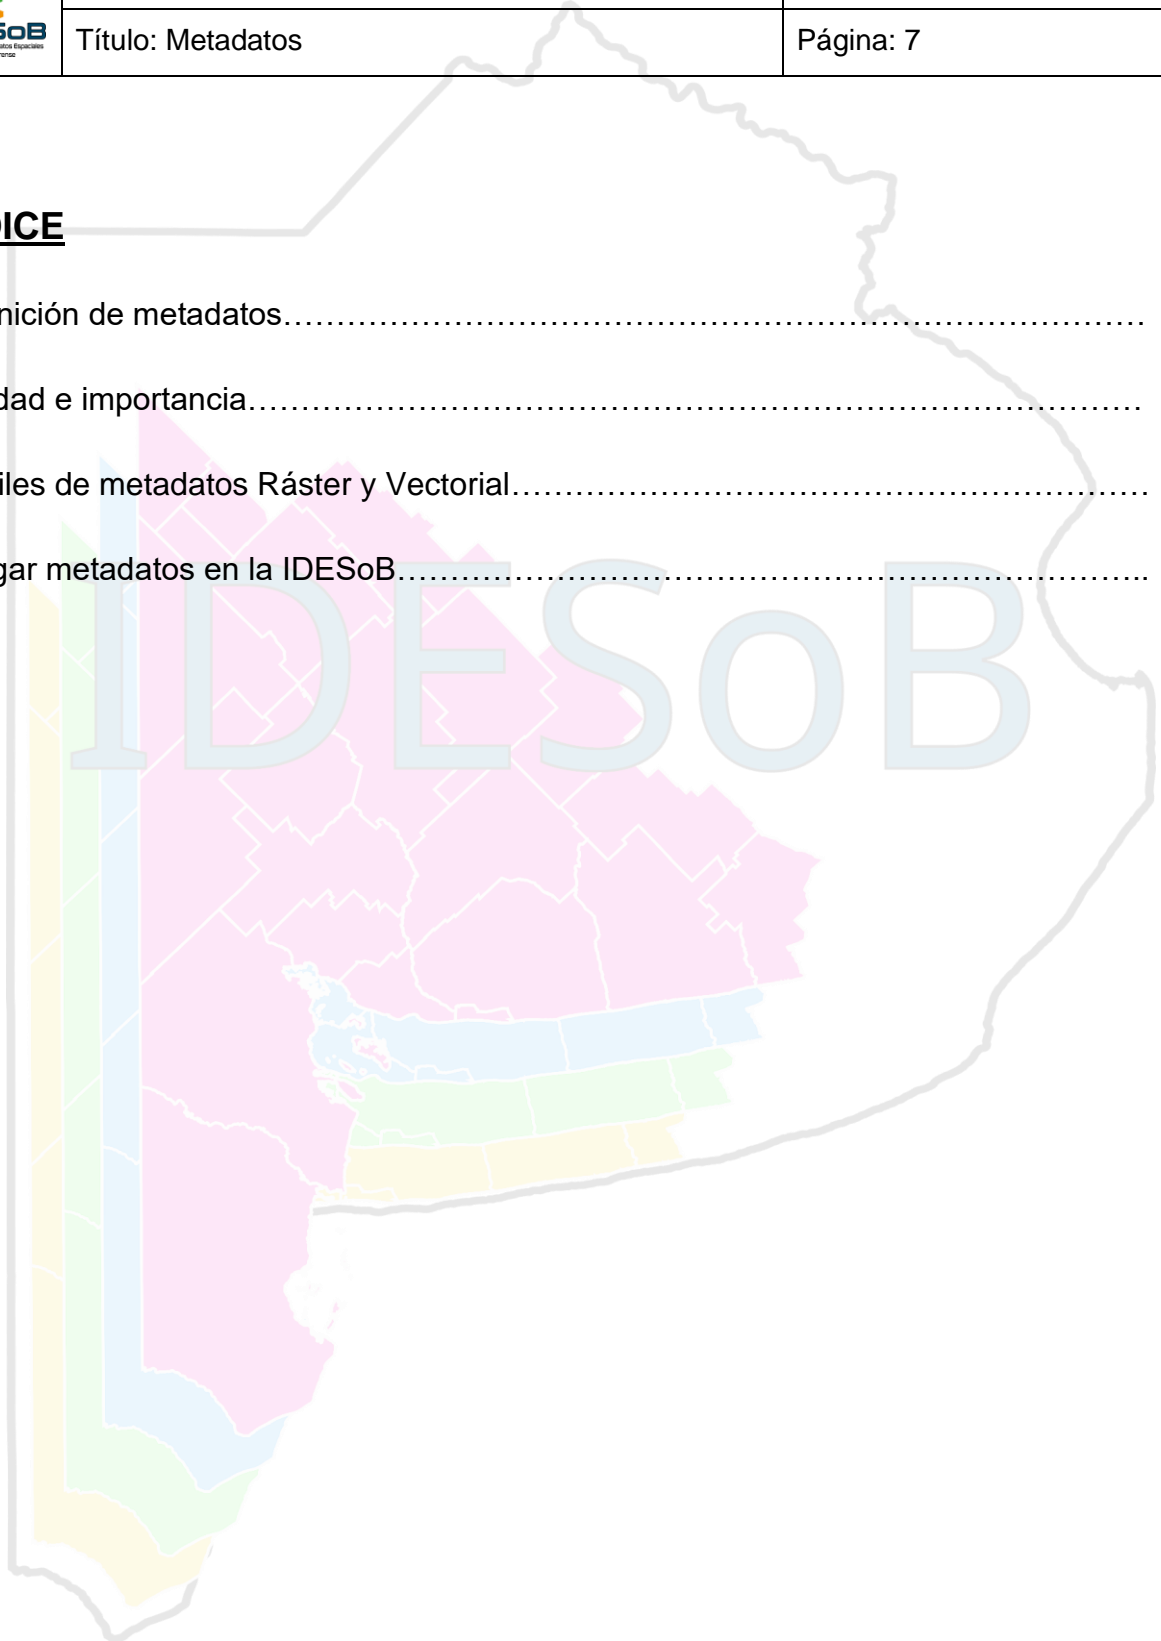 SoB
Título: Metadatos
Página: 7
DICE
nición de metadatos……………………………………………………………………
dad e importancia………………………………………………………………………
iles de metadatos Ráster y Vectorial…………………………………………………
gar metadatos en la IDESoB…………………………………………………………..
IDESoB